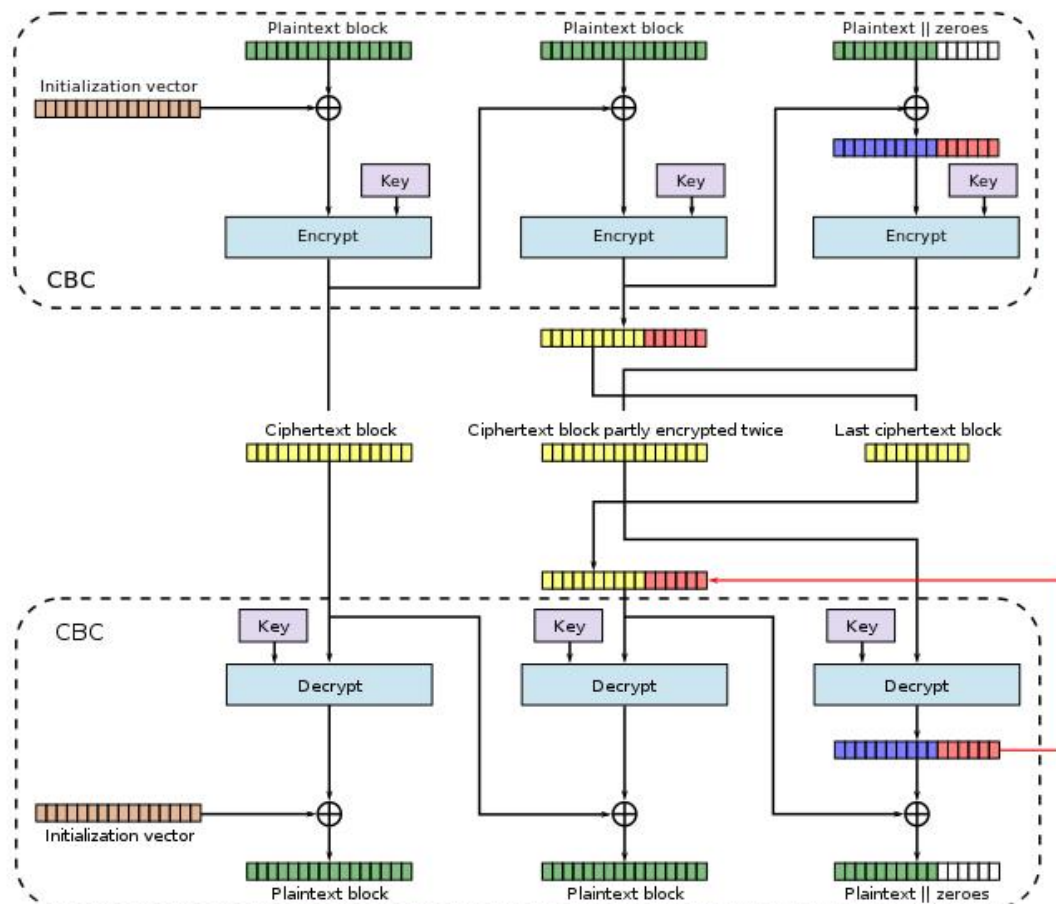 Plaintext block
Plaintext block
Plaintext || zeroes
Initialization vector
Key
Key
Key
Encrypt
Encrypt
Encrypt
CBC
Ciphertext block
Ciphertext block partly encrypted twice
Last ciphertext block
CBC
Key
Key
Key
Decrypt
Decrypt
Decrypt
Initialization vector
Plaintext block
Plaintext block
Plaintext || zeroes